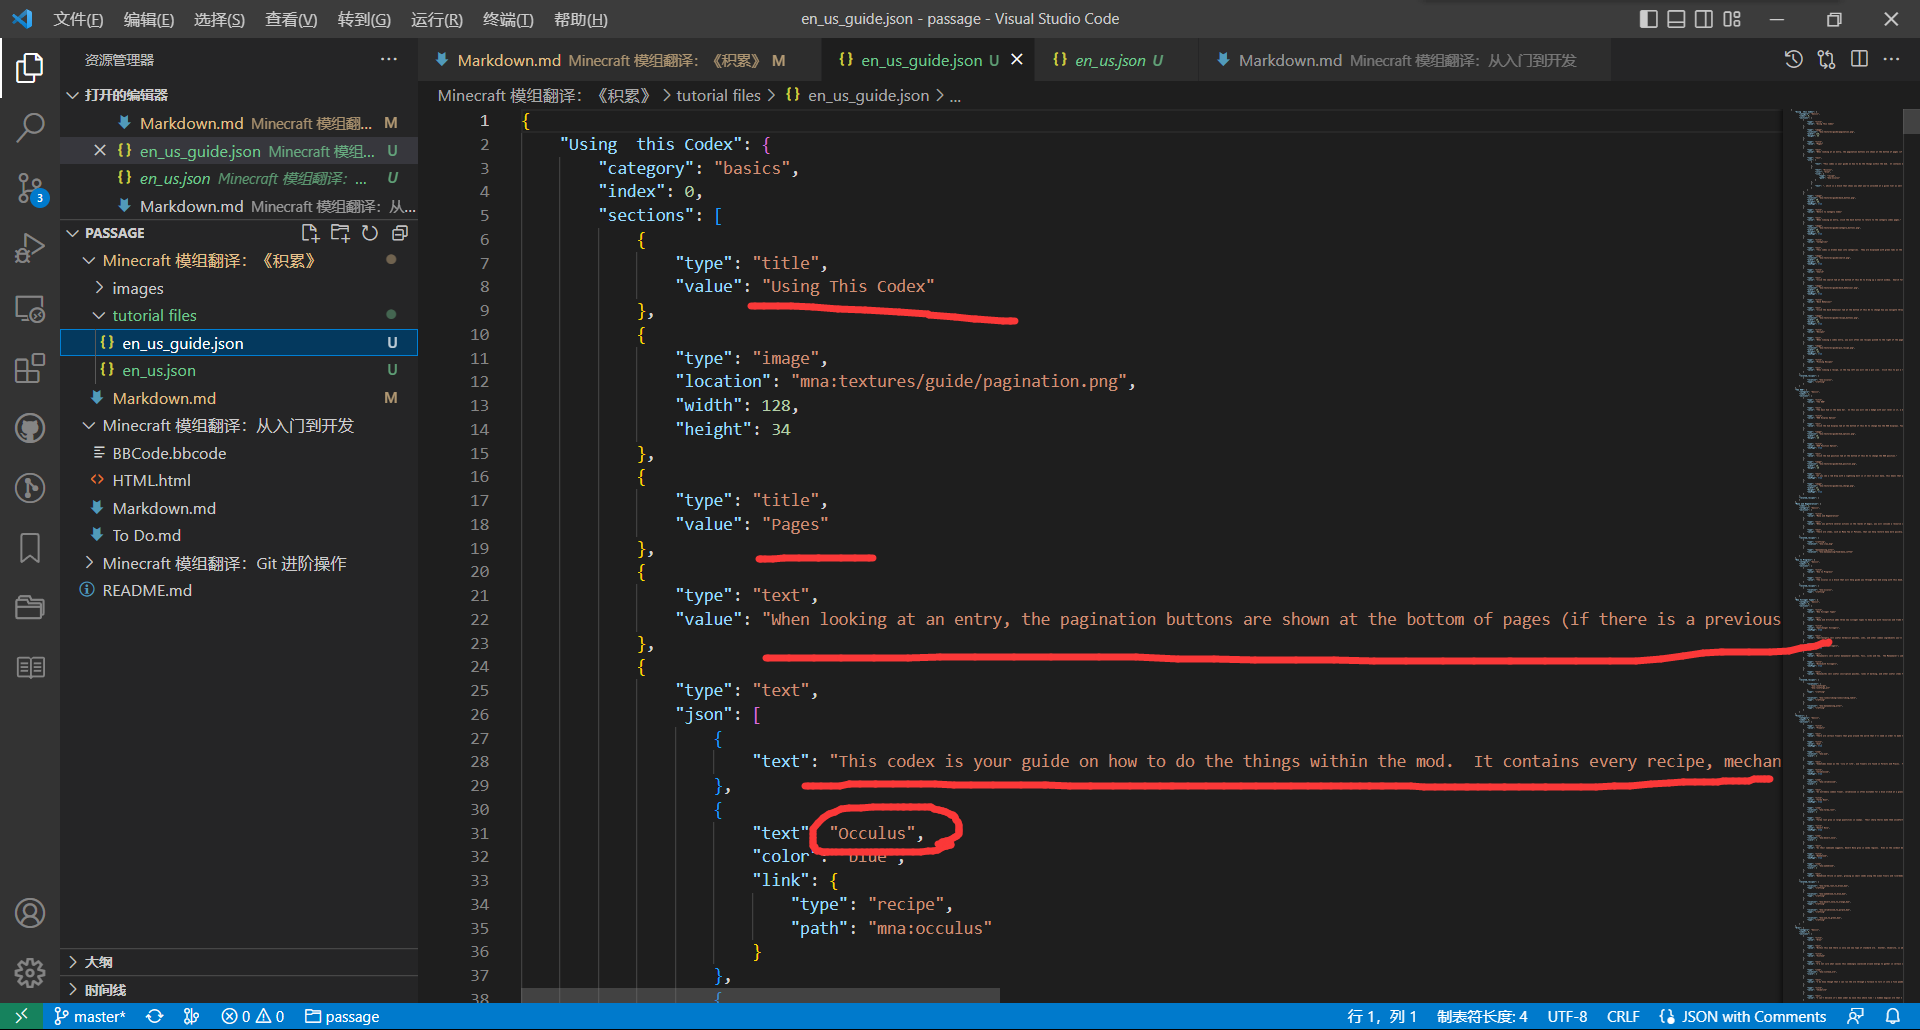 文件(F) 编辑(E) 选择(S) 查看(V) 转到(G) 运行(R) 终端(T) 帮助(H) en_us_guide.json - passage - Visual Studio Code
资源管理器
打开的编辑器
Markdown.md Minecraft 模组翻... M
en_us_guide.json Minecraft 模组... U
en_us.json Minecraft 模组翻译：... U
Markdown.md Minecraft 模组翻译：从...
PASSAGE
Minecraft 模组翻译：《积累》
images
tutorial files
en_us_guide.json U
en_us.json U
Markdown.md M
Minecraft 模组翻译：从入门到开发
BBCode.bbcode
HTML.html
Markdown.md
To Do.md
Minecraft 模组翻译：Git 进阶操作
README.md
大纲
时间线
3
Markdown.md Minecraft 模组翻译：《积累》 M en_us_guide.json U en_us.json U Markdown.md Minecraft 模组翻译：从入门到开发
Minecraft 模组翻译：《积累》 > tutorial files > {} en_us_guide.json > ...
1 {
2 "Using  this Codex": {
3 "category": "basics",
4 "index": 0,
5 "sections": [
6 {
7 "type": "title",
8 "value": "Using This Codex"
9 },
10 {
11 "type": "image",
12 "location": "mna:textures/guide/pagination.png",
13 "width": 128,
14 "height": 34
15 },
16 {
17 "type": "title",
18 "value": "Pages"
19 },
20 {
21 "type": "text",
22 "value": "When looking at an entry, the pagination buttons are shown at the bottom of pages (if there is a previous
23 },
24 {
25 "type": "text",
26 "json": [
27 {
28 "text": "This codex is your guide on how to do the things within the mod.  It contains every recipe, mechan
29 },
30 {
31 "text": "Occulus",
32 "color": "blue",
33 "link": {
34 "type": "recipe",
35 "path": "mna:occulus"
36 }
37 },
38 {
master* 0 0 passage 行 1，列 1 制表符长度: 4 UTF-8 CRLF {} JSON with Comments